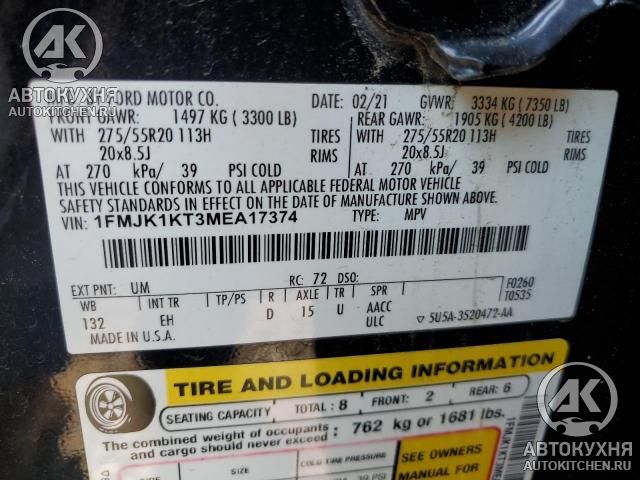 AK
АВТОКУХНЯ
AK-KITCHEN.RU
FORD MOTOR CO. DATE: 02/21 GVWR: 3334 KG ( 7350 LB)
FRONT GAWR: 1497 KG ( 3300 LB) REAR GAWR: 1905 KG ( 4200 LB)
WITH 275/55R20 113H TIRES 275/55R20 113H
20x8.5J RIMS 20x8.5J
AT 270 kPa/ 39 PSI COLD AT 270 kPa/ 39 PSI COLD
WITH TIRES
RIMS
THIS VEHICLE CONFORMS TO ALL APPLICABLE FEDERAL MOTOR VEHICLE
SAFETY STANDARDS IN EFFECT ON THE DATE OF MANUFACTURE SHOWN ABOVE.
VIN: 1FMJK1KT3MEA17374 TYPE: MPV
EXT PNT: UM RC: 72 DSO: F0260
WB INT TR TP/PS R AXLE TR SPR T0535
132 EH D 15 U AACC
ULC 5U5A-3520472-AA
MADE IN U.S.A.
TIRE AND LOADING INFORMATION
SEATING CAPACITY TOTAL: 8 FRONT: 2 REAR: 6
The combined weight of occupants and cargo should never exceed: 762 kg or 1681 lbs.
TIRE SIZE COLD TIRE PRESSURE SEE OWNERS
MANUAL FOR
AK
АВТОКУХНЯ
AK-KITCHEN.RU